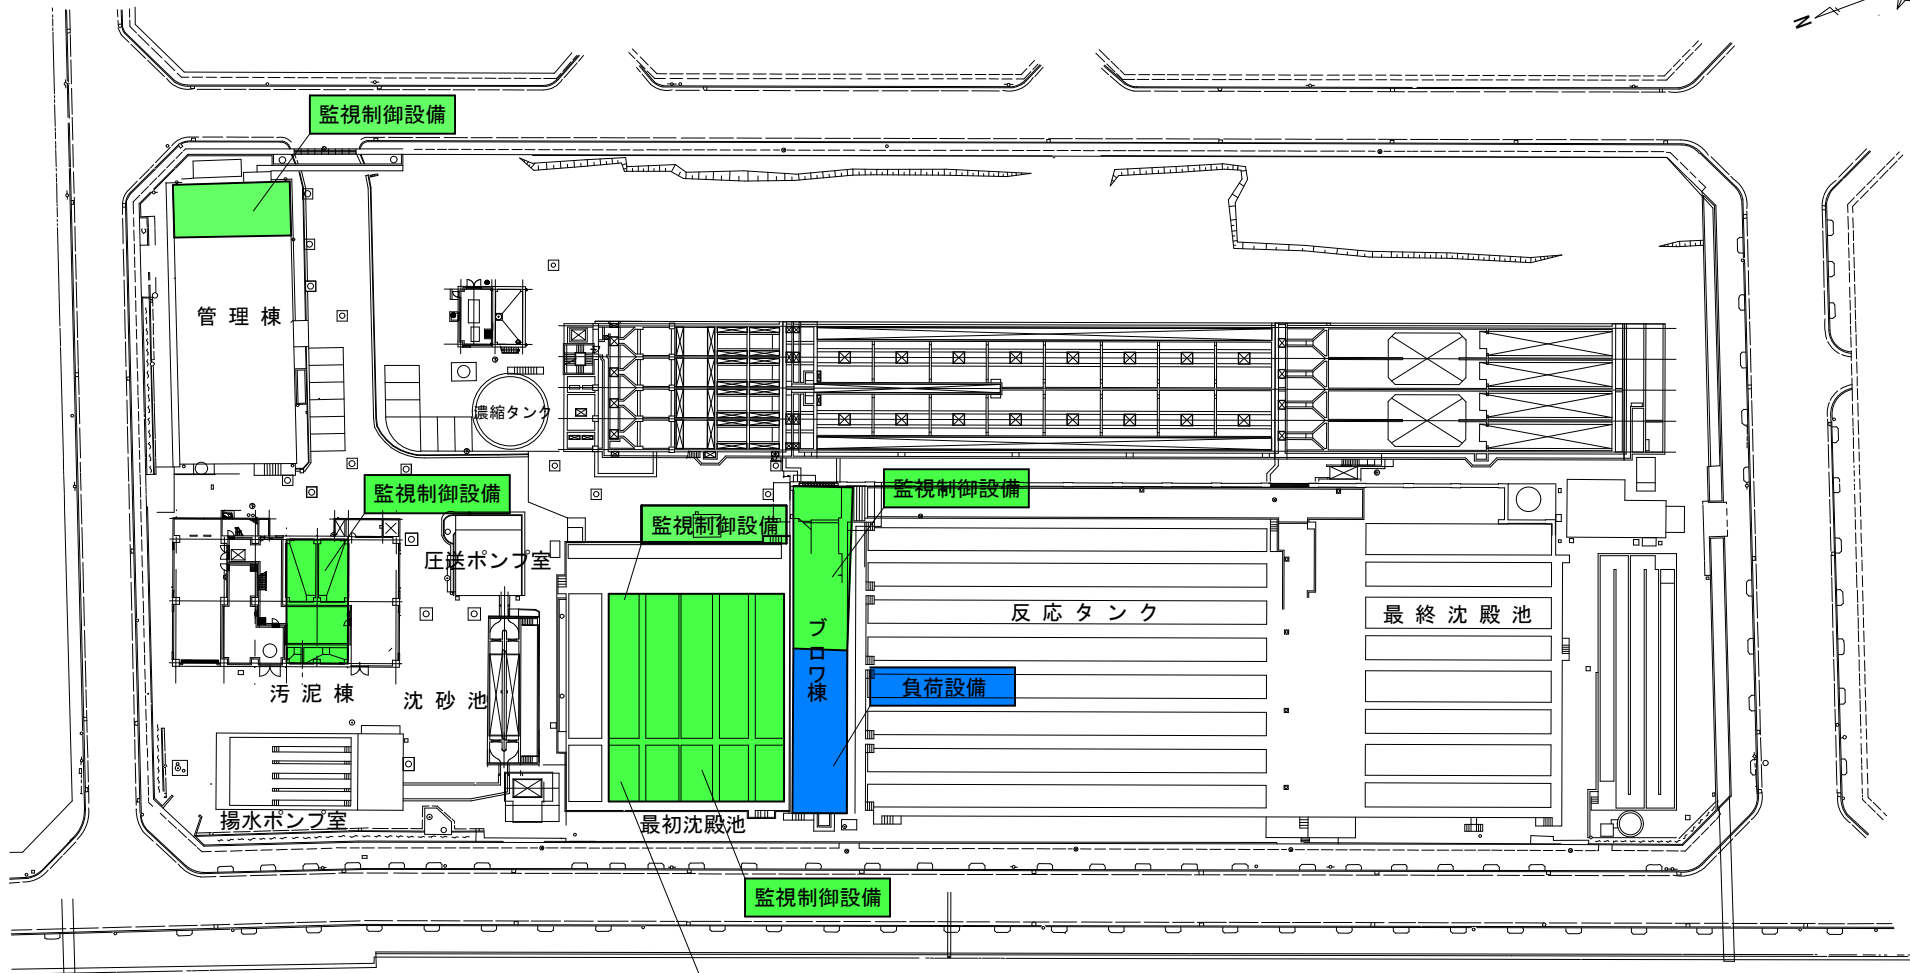 N
監視制御設備
管理棟
濃縮タンク
監視制御設備
監視制御設備
監視制御設備
圧送ポンプ室
反応タンク
最終沈殿池
ブロワ棟
負荷設備
汚泥棟
沈砂池
揚水ポンプ室
最初沈殿池
監視制御設備